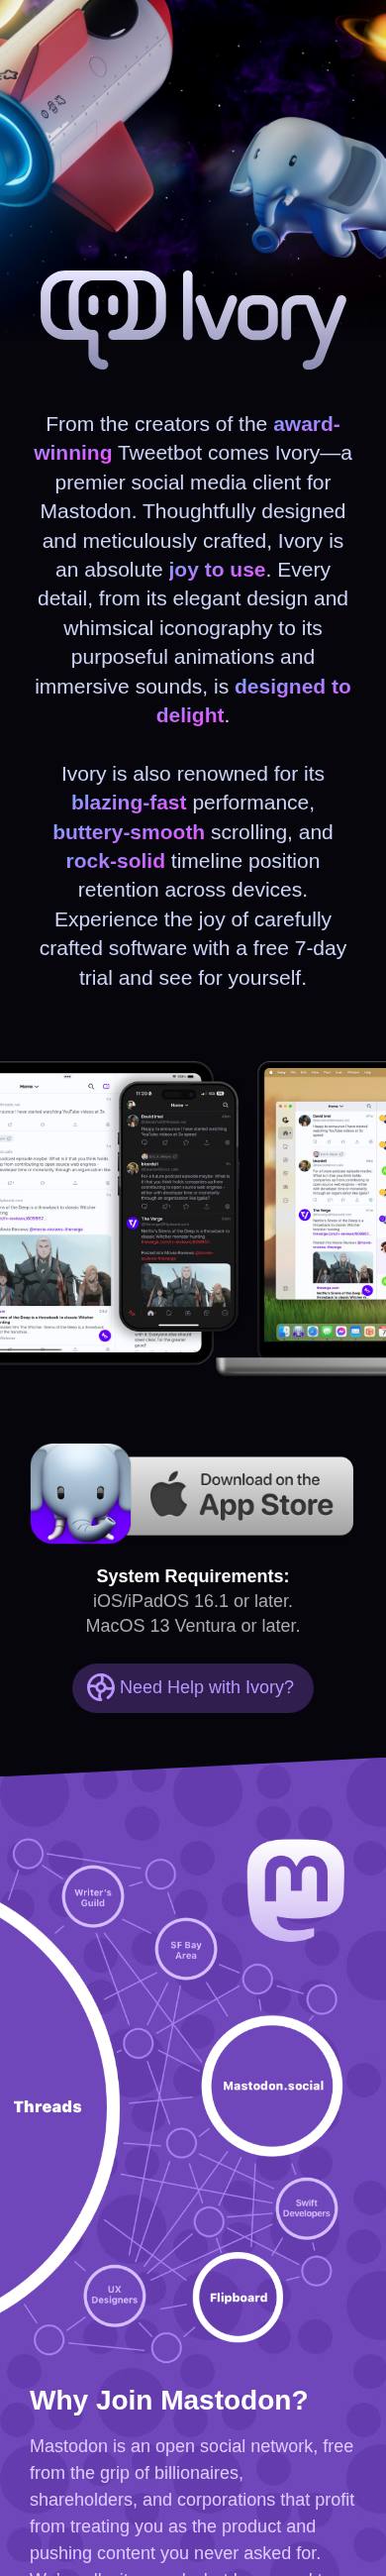 Ivory
From the creators of the award-
winning Tweetbot comes Ivory—a
premier social media client for
Mastodon. Thoughtfully designed
and meticulously crafted, Ivory is
an absolute joy to use. Every
detail, from its elegant design and
whimsical iconography to its
purposeful animations and
immersive sounds, is designed to
delight.
Ivory is also renowned for its
blazing-fast performance,
buttery-smooth scrolling, and
rock-solid timeline position
retention across devices.
Experience the joy of carefully
crafted software with a free 7-day
trial and see for yourself.
Home
Home
Home
The Verge
The Verge
Download on the
App Store
System Requirements:
iOS/iPadOS 16.1 or later.
MacOS 13 Ventura or later.
Need Help with Ivory?
Writer's
Guild
SF Bay
Area
Mastodon.social
Threads
Swift
Developers
UX
Designers
Flipboard
Why Join Mastodon?
Mastodon is an open social network, free
from the grip of billionaires,
shareholders, and corporations that profit
from treating you as the product and
pushing content you never asked for.